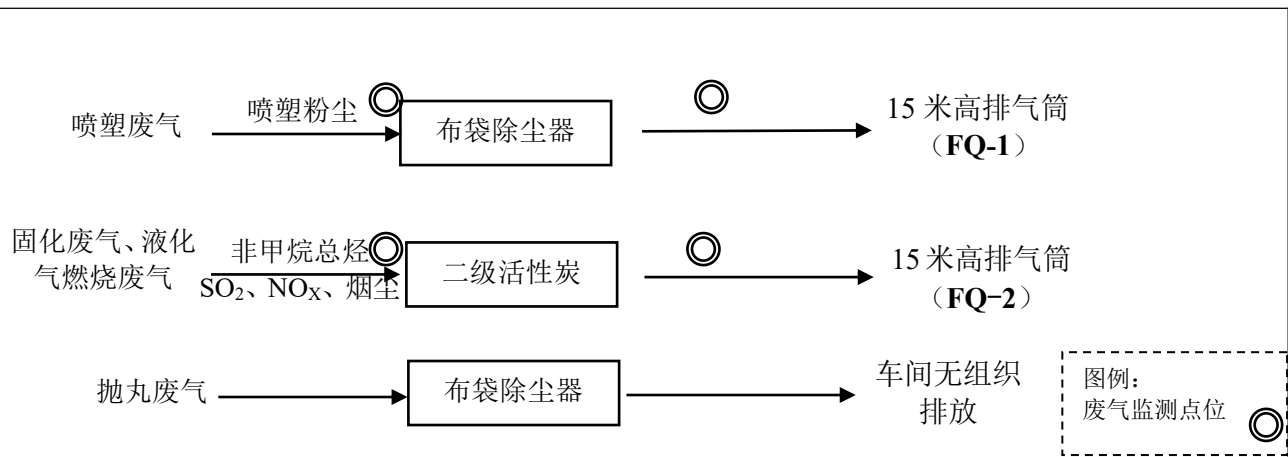 喷塑废气
喷塑粉尘
布袋除尘器
15 米高排气筒
（FQ-1）
固化废气、液化
气燃烧废气
非甲烷总烃
SO₂、NOX、烟尘
二级活性炭
15 米高排气筒
（FQ-2）
抛丸废气
布袋除尘器
车间无组织
排放
图例：
废气监测点位